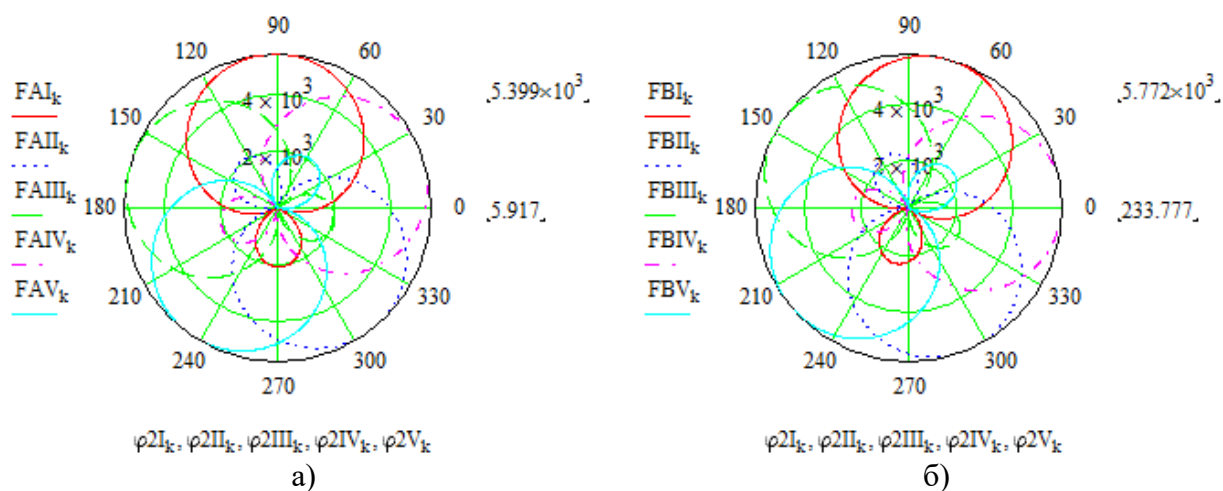 FAI_k
FAII_k
FAIII_k
FAIV_k
FAV_k
90
120
60
150
30
180
0
210
330
240
300
270
4 × 10^3
2 × 10^3
5.399×10^3
5.917
φ2I_k, φ2II_k, φ2III_k, φ2IV_k, φ2V_k
а)
FBI_k
FBII_k
FBIII_k
FBIV_k
FBV_k
90
120
60
150
30
180
0
210
330
240
300
270
4 × 10^3
2 × 10^3
5.772×10^3
233.777
φ2I_k, φ2II_k, φ2III_k, φ2IV_k, φ2V_k
б)